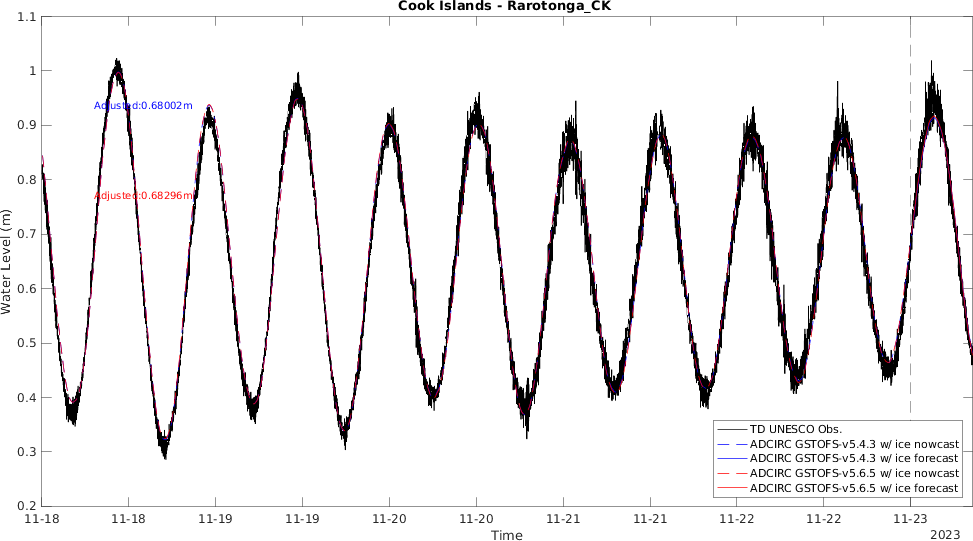 Cook Islands - Rarotonga_CK
1.1
1
0.9
0.8
0.7
0.6
0.5
0.4
0.3
0.2
Water Level (m)
Adjusted:0.68002m
Adjusted:0.68296m
TD UNESCO Obs.
ADCIRC GSTOFS-v5.4.3 w/ ice nowcast
ADCIRC GSTOFS-v5.4.3 w/ ice forecast
ADCIRC GSTOFS-v5.6.5 w/ ice nowcast
ADCIRC GSTOFS-v5.6.5 w/ ice forecast
11-18 11-18 11-19 11-19 11-20 11-20 11-21 11-21 11-22 11-22 11-23
Time
2023